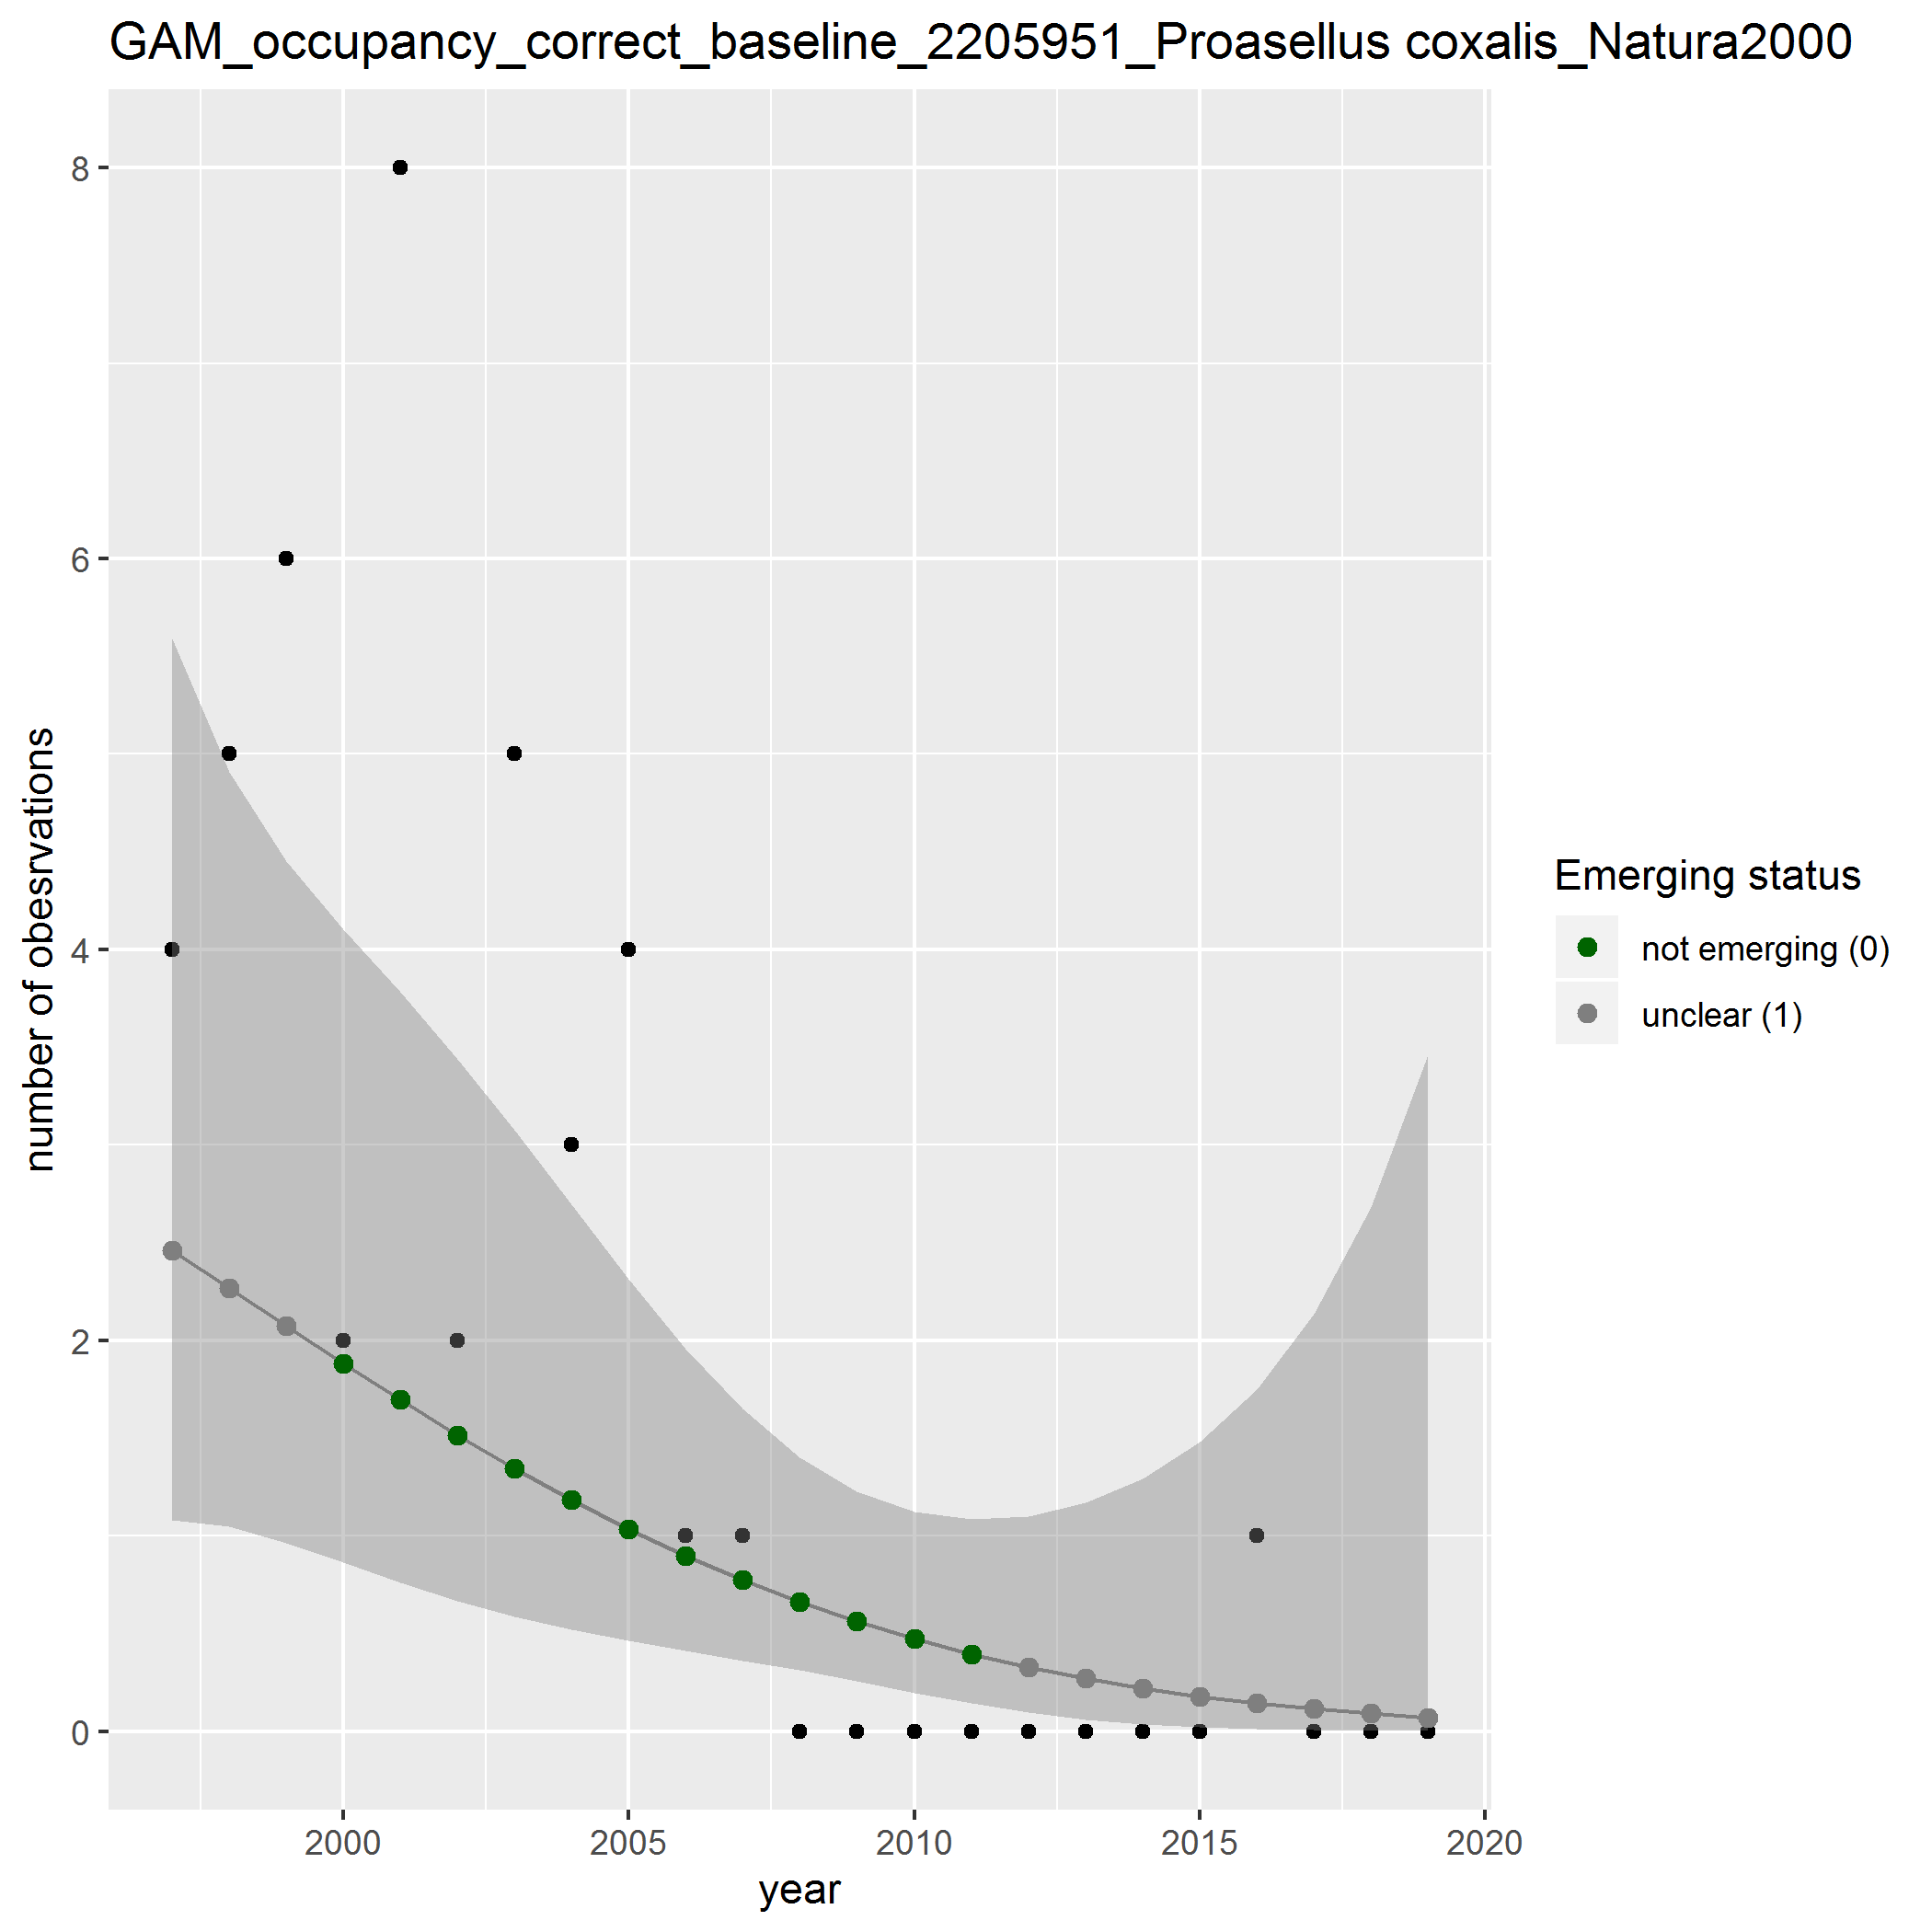 GAM_occupancy_correct_baseline_2205951_Proasellus coxalis_Natura2000
8
6
4
2
0
number of obesrvations
2000
2005
2010
2015
2020
year
Emerging status
not emerging (0)
unclear (1)